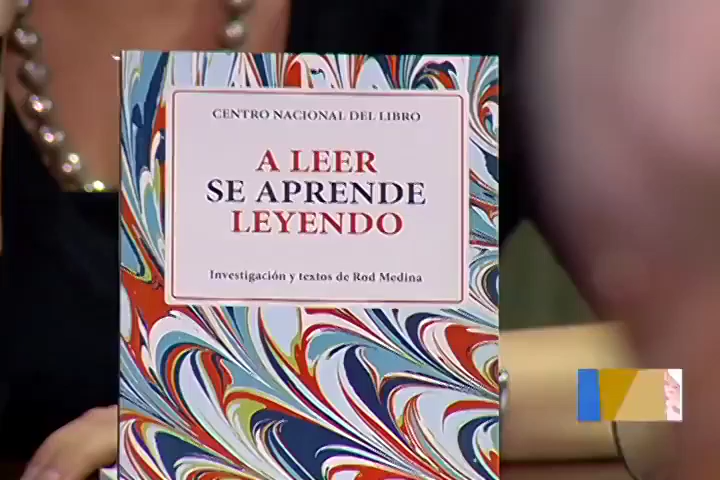 CENTRO NACIONAL DEL LIBRO
A LEER
SE APRENDE
LEYENDO
Investigación y textos de Rod Medina